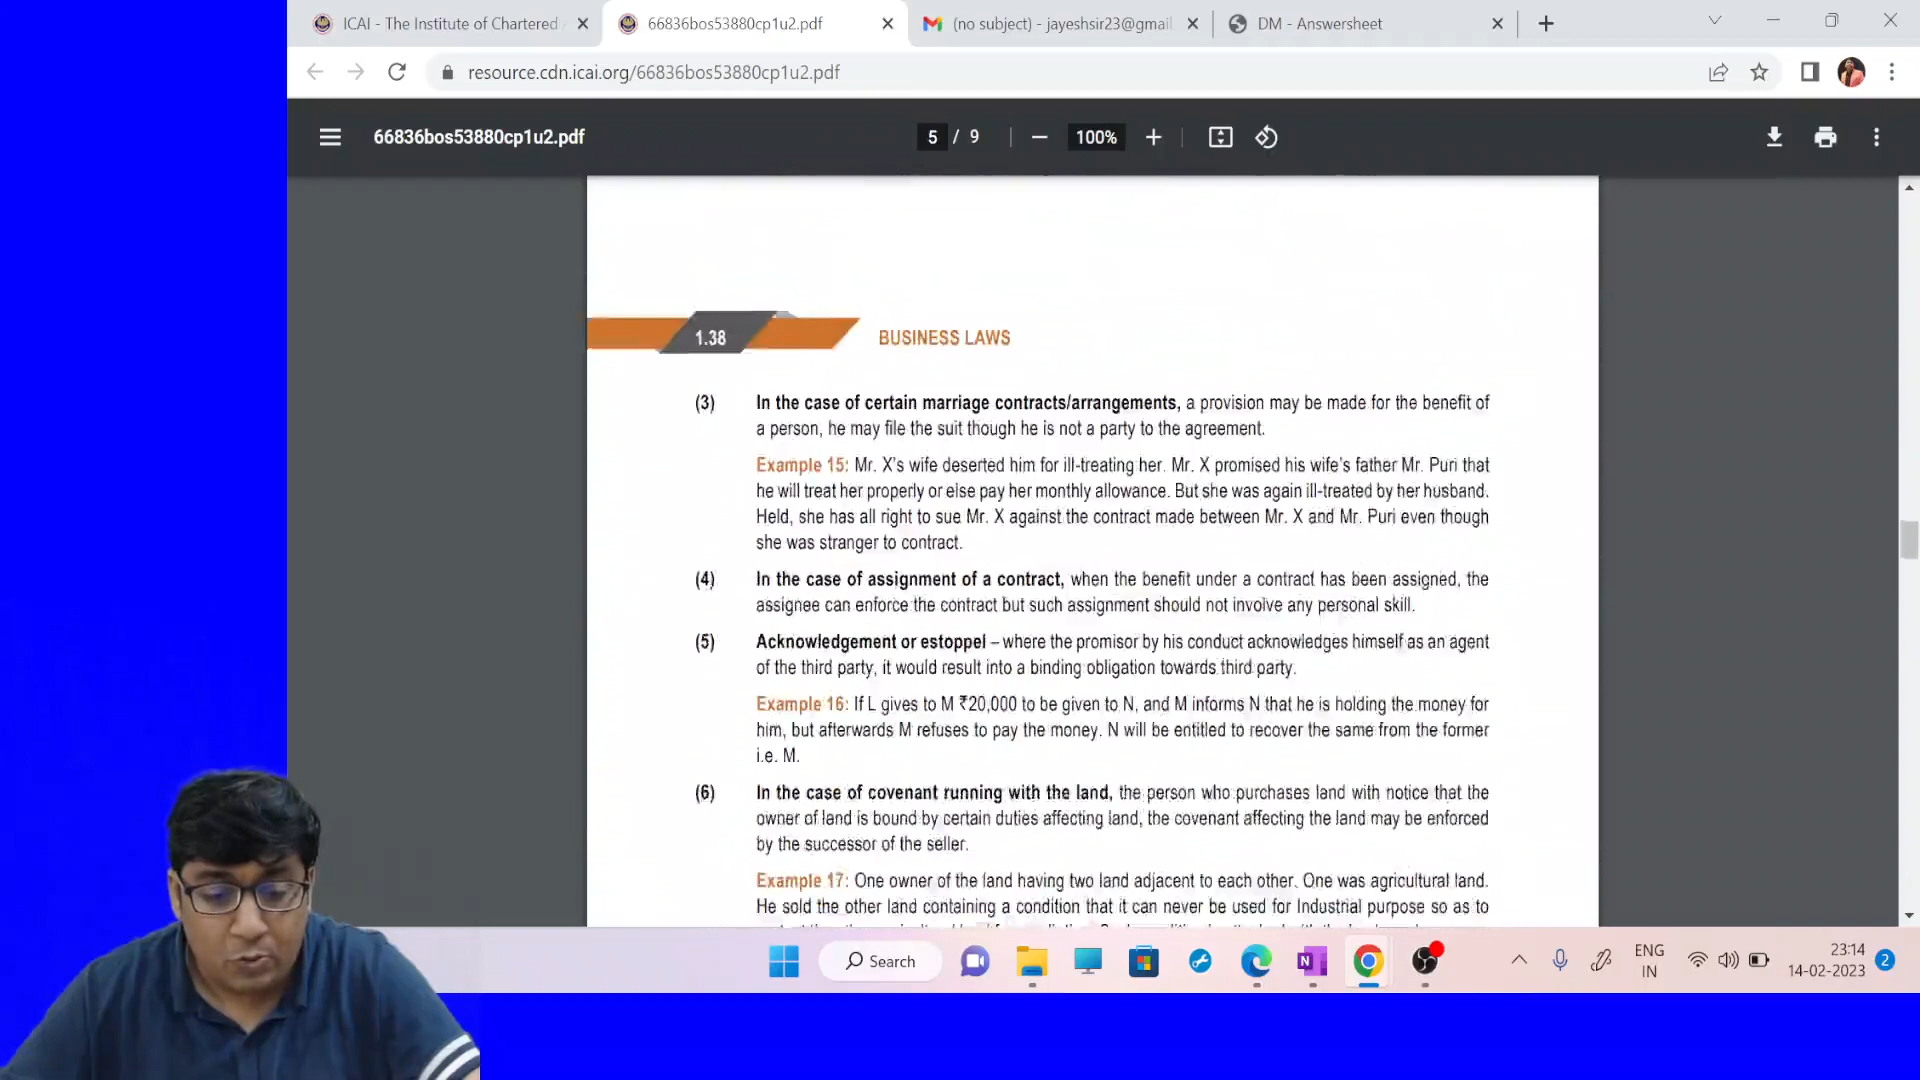 ICAI - The Institute of Chartered
66836bos53880cp1u2.pdf
(no subject) - jayeshsir23@gmail
DM - Answersheet
resource.cdn.icai.org/66836bos53880cp1u2.pdf
66836bos53880cp1u2.pdf
5 / 9
100%
1.38
BUSINESS LAWS
(3) In the case of certain marriage contracts/arrangements, a provision may be made for the benefit of
a person, he may file the suit though he is not a party to the agreement.
Example 15: Mr. X's wife deserted him for ill-treating her. Mr. X promised his wife's father Mr. Puri that
he will treat her properly or else pay her monthly allowance. But she was again ill-treated by her husband.
Held, she has all right to sue Mr. X against the contract made between Mr. X and Mr. Puri even though
she was stranger to contract.
(4) In the case of assignment of a contract, when the benefit under a contract has been assigned, the
assignee can enforce the contract but such assignment should not involve any personal skill.
(5) Acknowledgement or estoppel – where the promisor by his conduct acknowledges himself as an agent
of the third party, it would result into a binding obligation towards third party.
Example 16: If L gives to M ₹20,000 to be given to N, and M informs N that he is holding the money for
him, but afterwards M refuses to pay the money. N will be entitled to recover the same from the former
i.e. M.
(6) In the case of covenant running with the land, the person who purchases land with notice that the
owner of land is bound by certain duties affecting land, the covenant affecting the land may be enforced
by the successor of the seller.
Example 17: One owner of the land having two land adjacent to each other. One was agricultural land.
He sold the other land containing a condition that it can never be used for Industrial purpose so as to
Search
ENG
IN
23:14
14-02-2023
2